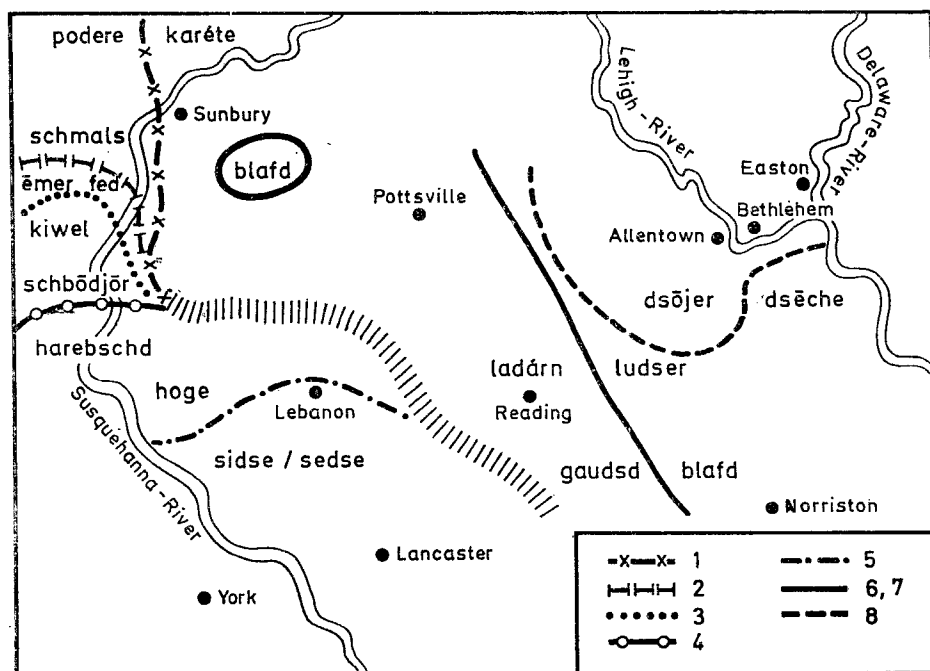 podere karéte
Sunbury
schmals
ēmer fed
kiwel
schbōdjōr
harebschd
blafd
Pottsville
Lehigh-River
Delaware-River
Easton
Bethlehem
Allentown
dsōjer dsēche
ladárn ludser
Reading
hoge
Lebanon
sidse / sedse
gaudsd blafd
Norriston
Susquehanna-River
Lancaster
York
1
2
3
4
5
6, 7
8